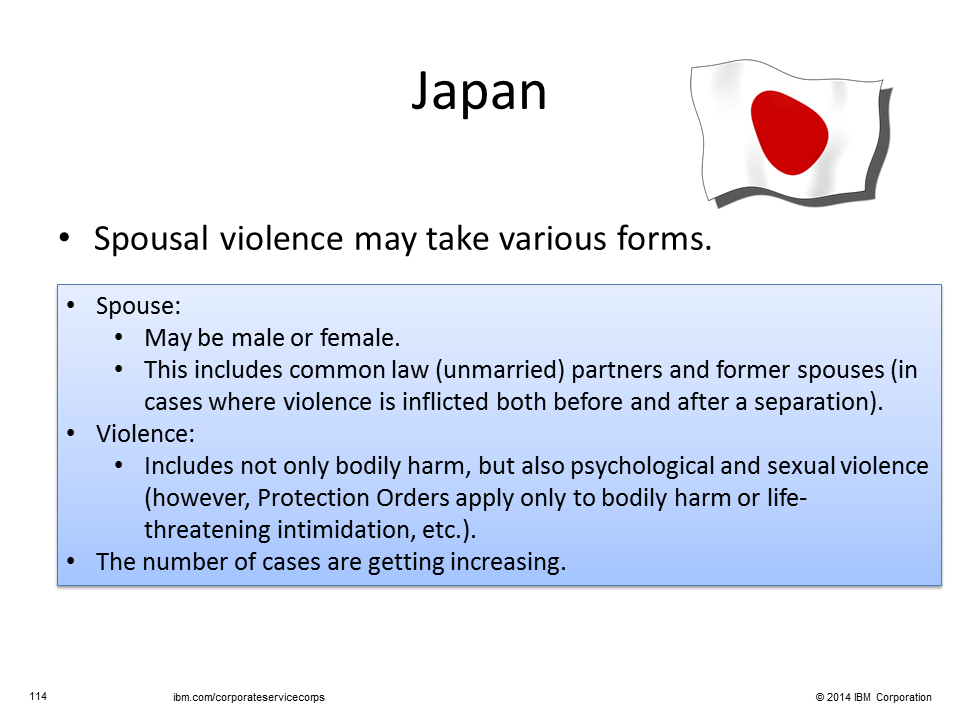 Japan
• Spousal violence may take various forms.
• Spouse:
• May be male or female.
• This includes common law (unmarried) partners and former spouses (in
cases where violence is inflicted both before and after a separation).
• Violence:
• Includes not only bodily harm, but also psychological and sexual violence
(however, Protection Orders apply only to bodily harm or life-
threatening intimidation, etc.).
• The number of cases are getting increasing.
114 ibm.com/corporateservicecorps © 2014 IBM Corporation